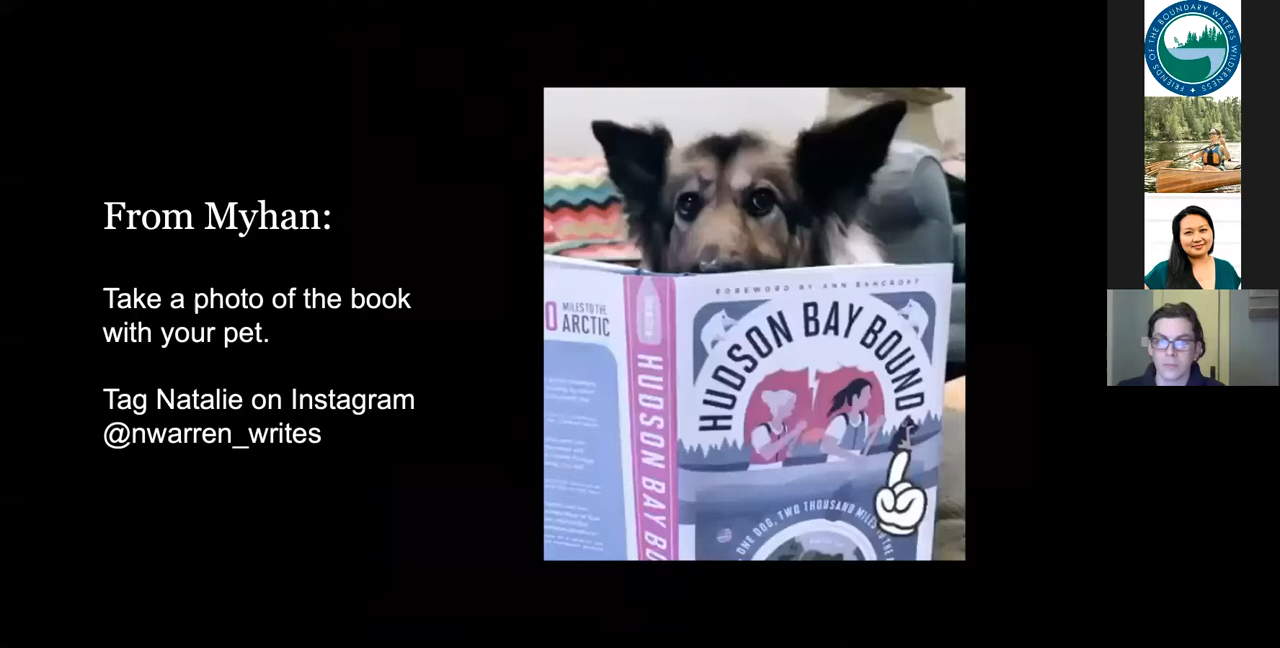 From Myhan:
Take a photo of the book
with your pet.
Tag Natalie on Instagram
@nwarren_writes
FOREWORD BY ANN BANCROFT
HUDSON BAY BOUND
ONE DOG, TWO THOUSAND MILES
0 MILES TO THE
ARCTIC
HUDSON BAY BO
FRIENDS OF THE BOUNDARY WATERS WILDERNESS